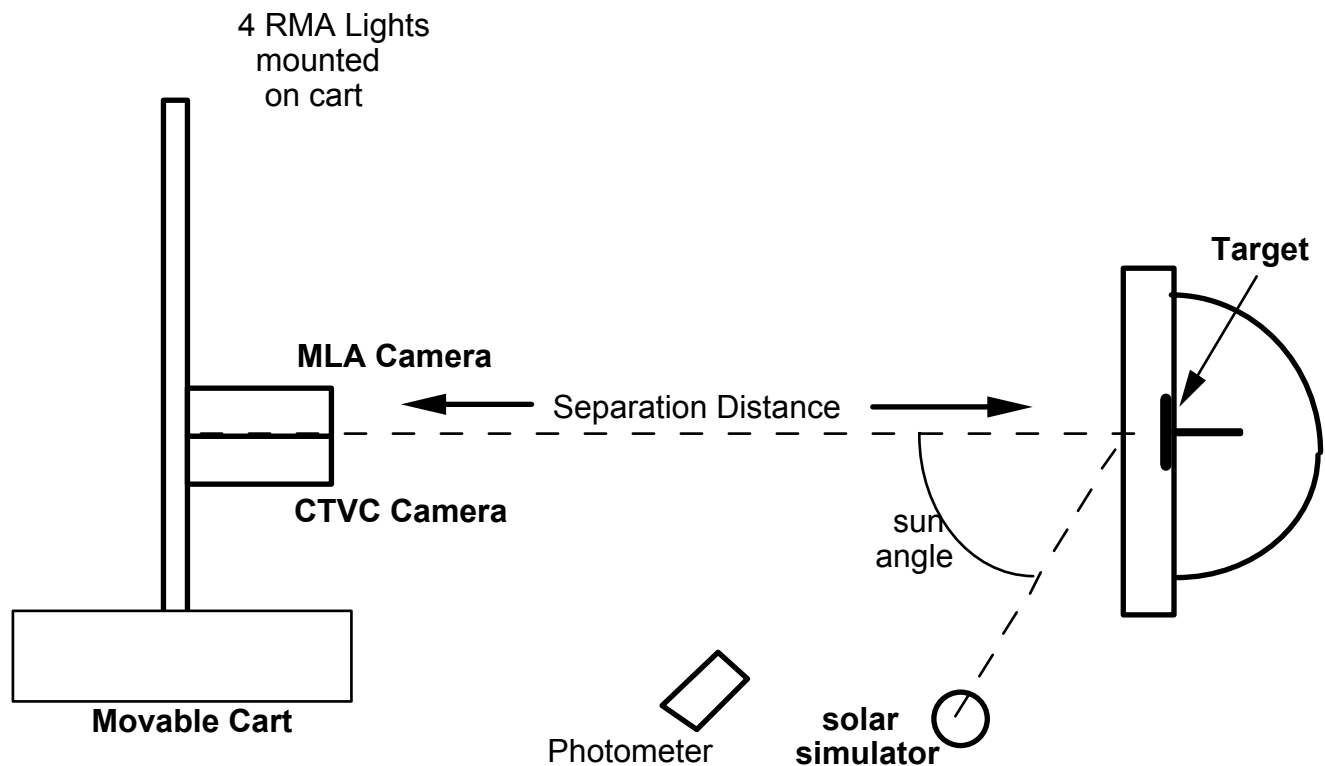 4 RMA Lights
mounted
on cart
Target
MLA Camera
Separation Distance
CTVC Camera
sun
angle
Movable Cart
Photometer
solar
simulator